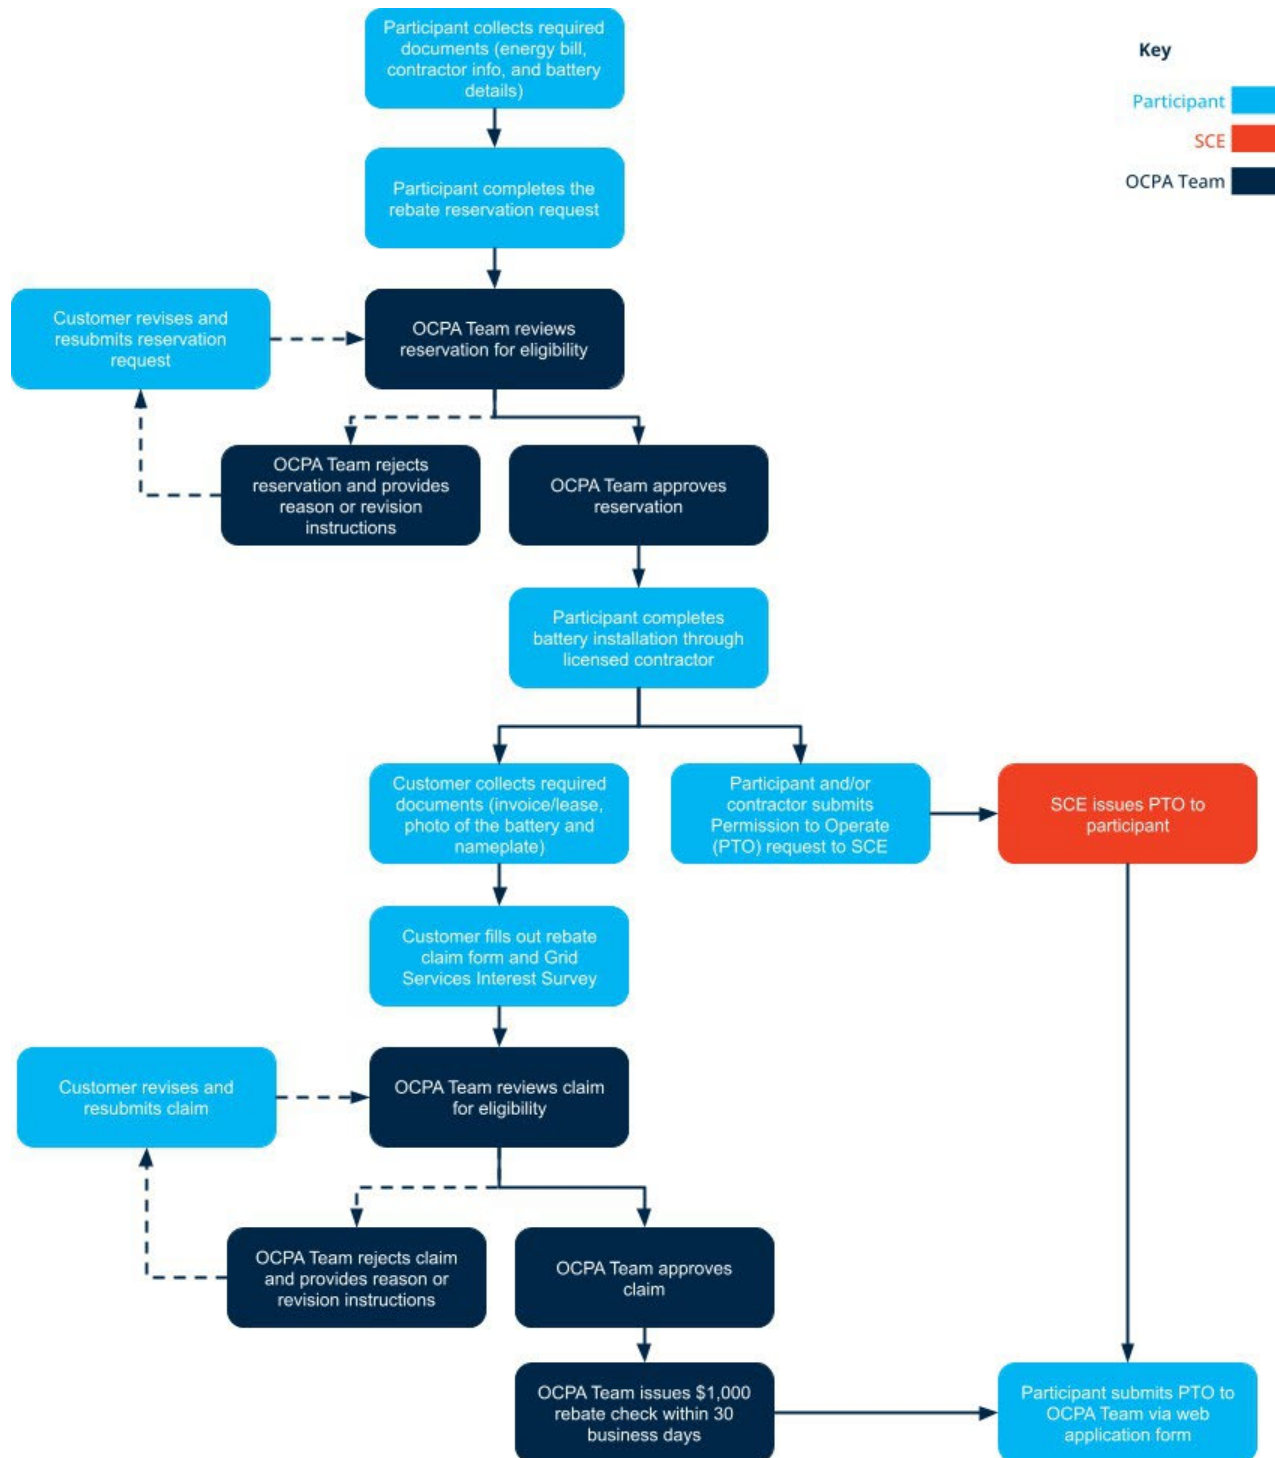 Participant collects required
documents (energy bill,
contractor info, and battery
details)
Key
Participant
SCE
OCPA Team
Participant completes the
rebate reservation request
Customer revises and
resubmits reservation
request
OCPA Team reviews
reservation for eligibility
OCPA Team rejects
reservation and provides
reason or revision
instructions
OCPA Team approves
reservation
Participant completes
battery installation through
licensed contractor
Customer collects required
documents (invoice/lease,
photo of the battery and
nameplate)
Participant and/or
contractor submits
Permission to Operate
(PTO) request to SCE
SCE issues PTO to
participant
Customer fills out rebate
claim form and Grid
Services Interest Survey
Customer revises and
resubmits claim
OCPA Team reviews claim
for eligibility
OCPA Team rejects claim
and provides reason or
revision instructions
OCPA Team approves
claim
OCPA Team issues $1,000
rebate check within 30
business days
Participant submits PTO to
OCPA Team via web
application form